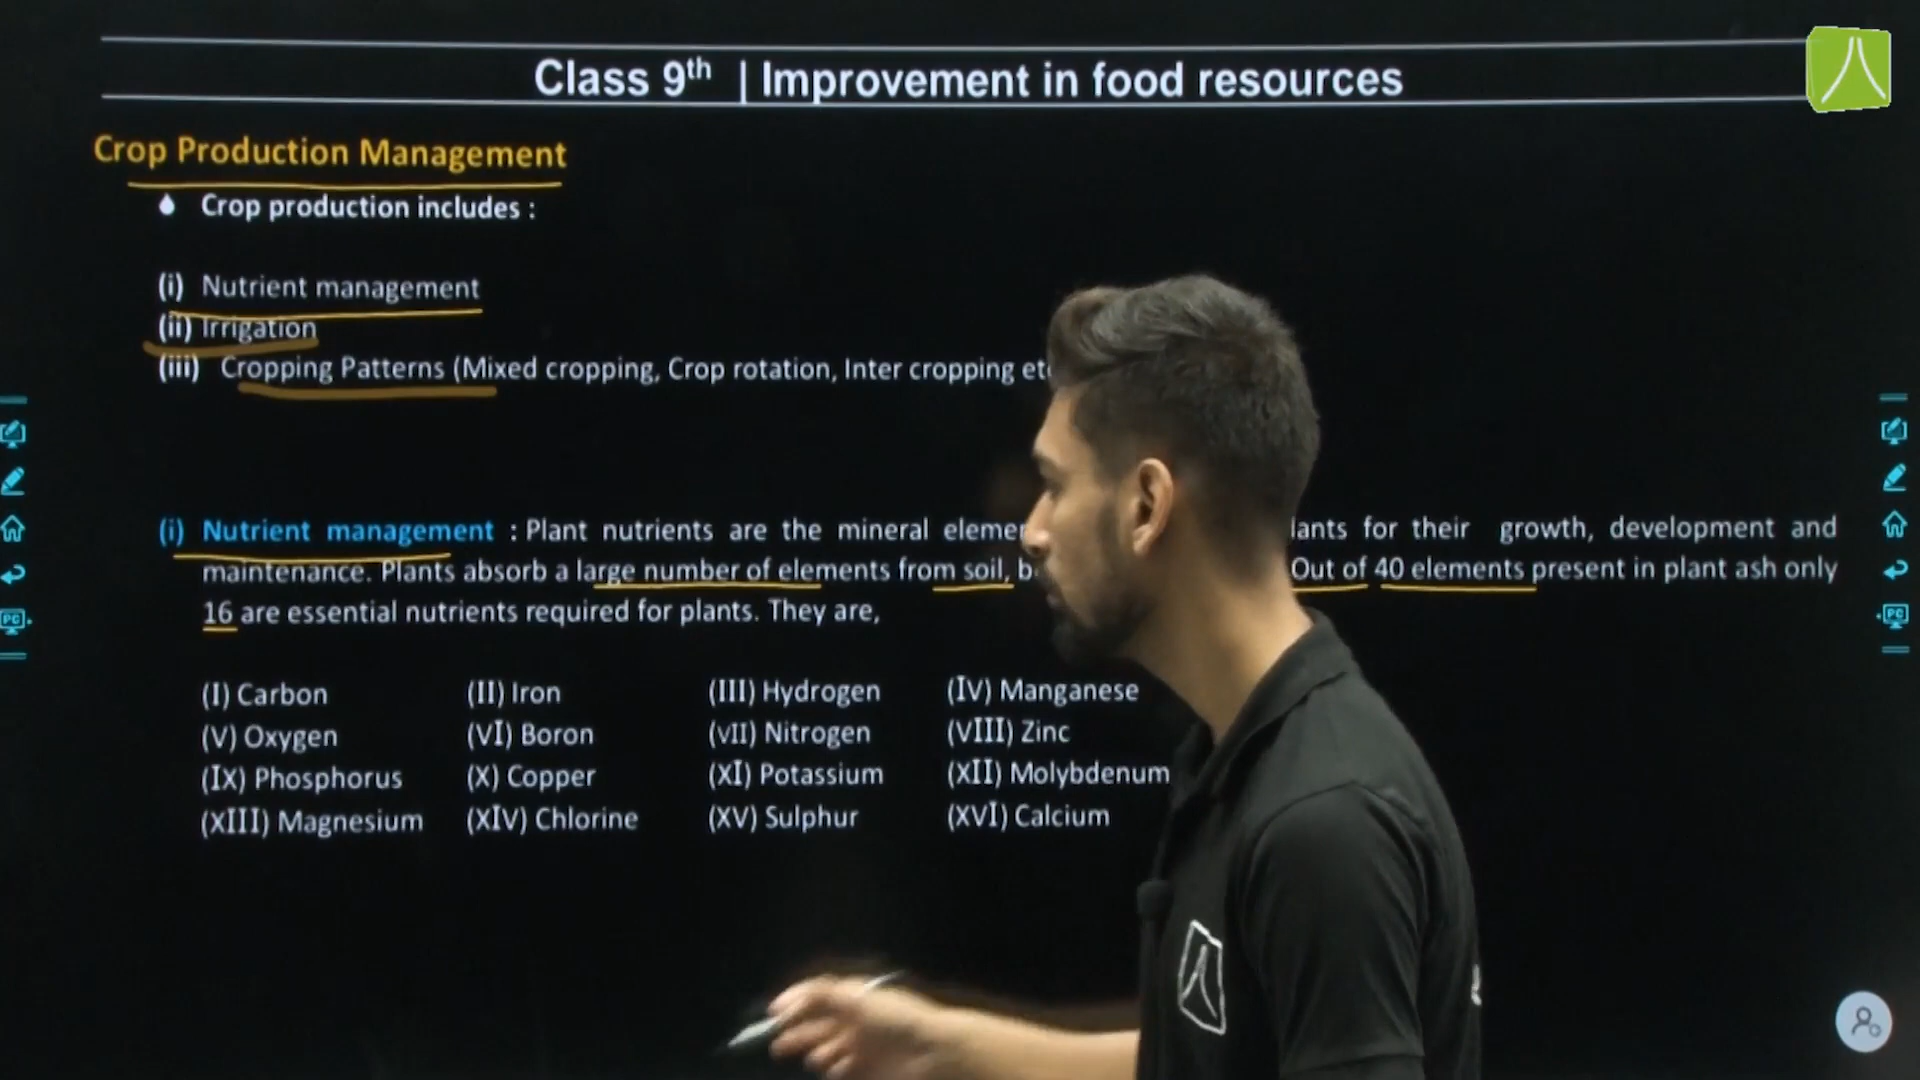 Class 9th | Improvement in food resources
Crop Production Management
Crop production includes :
(i) Nutrient management
(ii) Irrigation
(iii) Cropping Patterns (Mixed cropping, Crop rotation, Inter cropping
(i) Nutrient management : Plant nutrients are the mineral for their growth, development and
maintenance. Plants absorb a large number of elements from soil, Out of 40 elements present in plant ash only
16 are essential nutrients required for plants. They are,
(I) Carbon (II) Iron (III) Hydrogen (IV) Manganese
(V) Oxygen (VI) Boron (VII) Nitrogen (VIII) Zinc
(IX) Phosphorus (X) Copper (XI) Potassium (XII) Molybdenum
(XIII) Magnesium (XIV) Chlorine (XV) Sulphur (XVI) Calcium
PC
PC